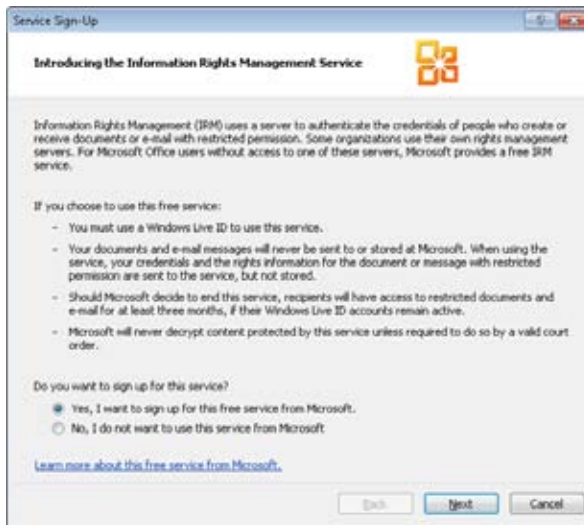 Service Sign-Up
Introducing the Information Rights Management Service
Information Rights Management (IRM) uses a server to authenticate the credentials of people who create or
receive documents or e-mail with restricted permission. Some organizations use their own rights management
servers. For Microsoft Office users without access to one of these servers, Microsoft provides a free IRM
service.
If you choose to use this free service:
- You must use a Windows Live ID to use this service.
- Your documents and e-mail messages will never be sent to or stored at Microsoft. When using the
service, your credentials and the rights information for the document or message with restricted
permission are sent to the service, but not stored.
- Should Microsoft decide to end this service, recipients will have access to restricted documents and
e-mail for at least three months, if their Windows Live ID accounts remain active.
- Microsoft will never decrypt content protected by this service unless required to do so by a valid court
order.
Do you want to sign up for this service?
Yes, I want to sign up for this free service from Microsoft.
No, I do not want to use this service from Microsoft
Learn more about this free service from Microsoft.
Back Next Cancel